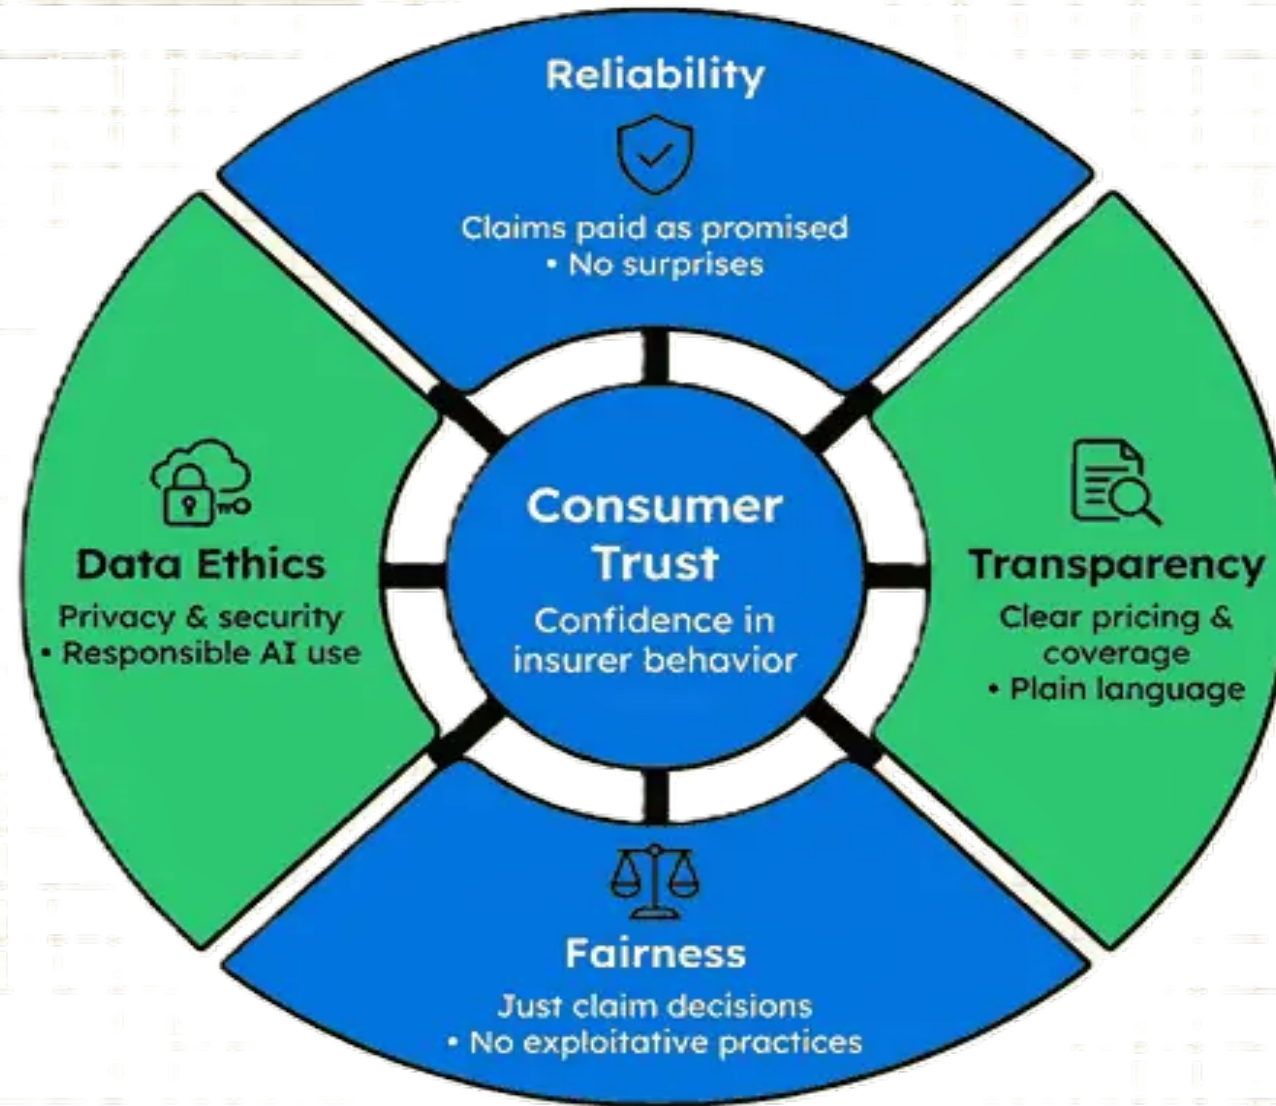 Reliability
Claims paid as promised
• No surprises
Data Ethics
Privacy & security
• Responsible AI use
Consumer
Trust
Confidence in
insurer behavior
Transparency
Clear pricing &
coverage
• Plain language
Fairness
Just claim decisions
• No exploitative practices